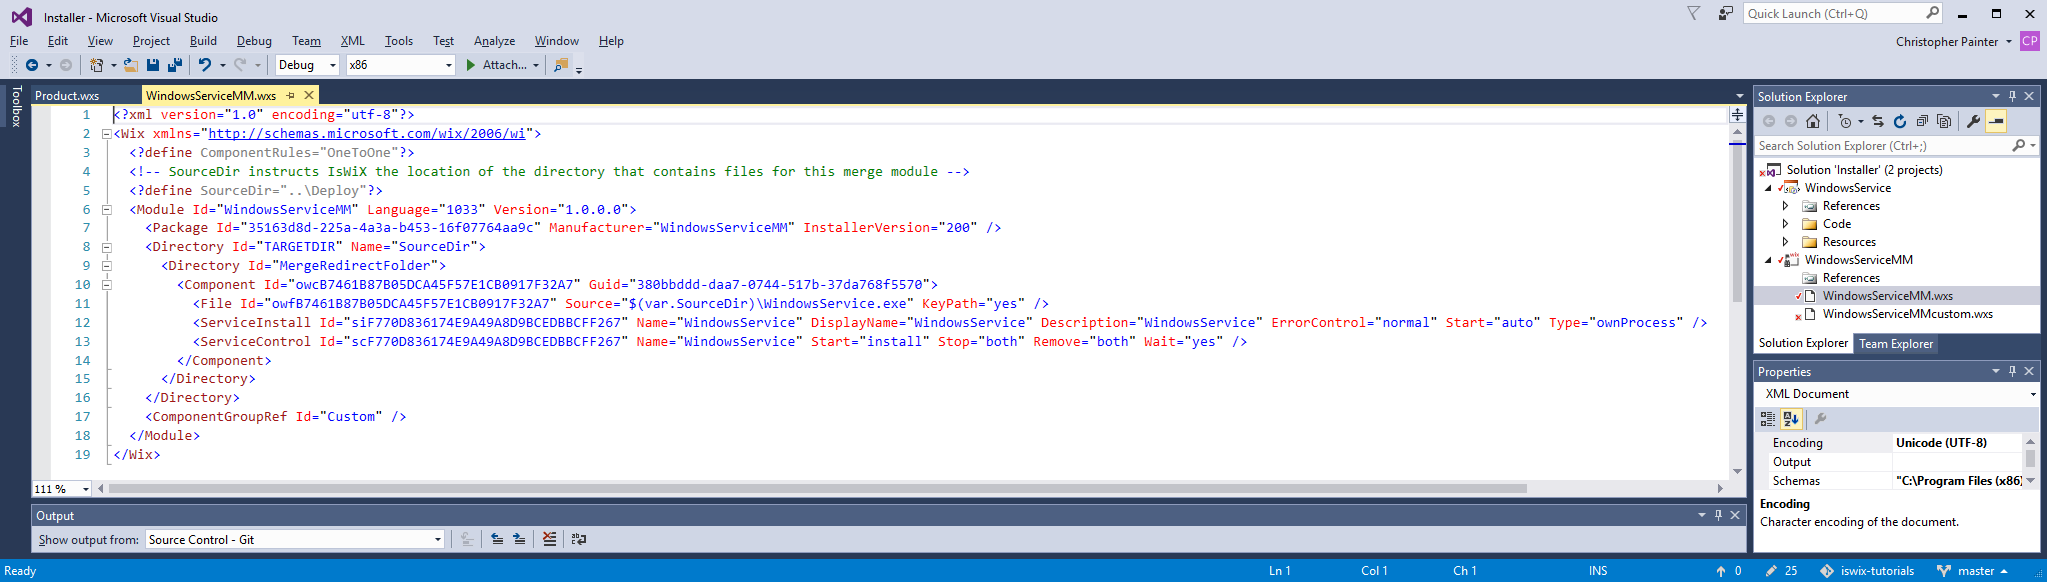 Installer - Microsoft Visual Studio
Quick Launch (Ctrl+Q)
File Edit View Project Build Debug Team XML Tools Test Analyze Window Help
Christopher Painter CP
Debug x86 Attach...
Toolbox
Product.wxs WindowsServiceMM.wxs
1 <?xml version="1.0" encoding="utf-8"?>
2 <Wix xmlns="http://schemas.microsoft.com/wix/2006/wi">
3 <?define ComponentRules="OneToOne"?>
4 <!-- SourceDir instructs IsWiX the location of the directory that contains files for this merge module -->
5 <?define SourceDir="..\Deploy"?>
6 <Module Id="WindowsServiceMM" Language="1033" Version="1.0.0.0">
7 <Package Id="35163d8d-225a-4a3a-b453-16f07764aa9c" Manufacturer="WindowsServiceMM" InstallerVersion="200" />
8 <Directory Id="TARGETDIR" Name="SourceDir">
9 <Directory Id="MergeRedirectFolder">
10 <Component Id="owcB7461B87B05DCA45F57E1CB0917F32A7" Guid="380bbddd-daa7-0744-517b-37da768f5570">
11 <File Id="owfB7461B87B05DCA45F57E1CB0917F32A7" Source="$(var.SourceDir)\WindowsService.exe" KeyPath="yes" />
12 <ServiceInstall Id="siF770D836174E9A49A8D9BCEDBBCFF267" Name="WindowsService" DisplayName="WindowsService" Description="WindowsService" ErrorControl="normal" Start="auto" Type="ownProcess" />
13 <ServiceControl Id="scF770D836174E9A49A8D9BCEDBBCFF267" Name="WindowsService" Start="install" Stop="both" Remove="both" Wait="yes" />
14 </Component>
15 </Directory>
16 </Directory>
17 <ComponentGroupRef Id="Custom" />
18 </Module>
19 </Wix>
111 %
Output
Show output from: Source Control - Git
Solution Explorer
Search Solution Explorer (Ctrl+;)
Solution 'Installer' (2 projects)
WindowsService
References
Code
Resources
WindowsServiceMM
References
WindowsServiceMM.wxs
WindowsServiceMMcustom.wxs
Solution Explorer Team Explorer
Properties
XML Document
Encoding Unicode (UTF-8)
Output
Schemas "C:\Program Files (x86)
Encoding
Character encoding of the document.
Ready Ln 1 Col 1 Ch 1 INS 0 25 iswix-tutorials master